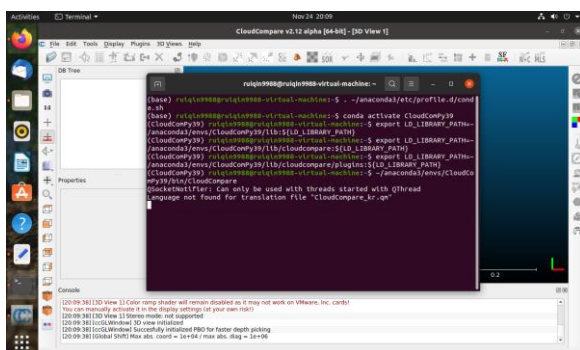 Activities
Terminal
Nov 24 20:09
CloudCompare v2.12 alpha [64-bit] - [3D View 1]
File Edit Tools Display Plugins 3D Views Help
SOR
SF
N&C HLS
DB Tree
ruiqin9988@ruiqin9988-virtual-machine: ~
(base) ruiqin9988@ruiqin9988-virtual-machine:~$ . ~/anaconda3/etc/profile.d/cond
a.sh
(base) ruiqin9988@ruiqin9988-virtual-machine:~$ conda activate CloudComPy39
(CloudComPy39) ruiqin9988@ruiqin9988-virtual-machine:~$ export LD_LIBRARY_PATH=~
/anaconda3/envs/CloudComPy39/lib:${LD_LIBRARY_PATH}
(CloudComPy39) ruiqin9988@ruiqin9988-virtual-machine:~$ export LD_LIBRARY_PATH=~
/anaconda3/envs/CloudComPy39/lib/cloudcompare:${LD_LIBRARY_PATH}
(CloudComPy39) ruiqin9988@ruiqin9988-virtual-machine:~$ export LD_LIBRARY_PATH=~
/anaconda3/envs/CloudComPy39/lib/cloudcompare/plugins:${LD_LIBRARY_PATH}
(CloudComPy39) ruiqin9988@ruiqin9988-virtual-machine:~$ ~/anaconda3/envs/CloudCo
mPy39/bin/CloudCompare
QSocketNotifier: Can only be used with threads started with QThread
Language not found for translation file "CloudCompare_kr.qm"
Properties
0.2
Console
[20:09:38] [3D View 1] Color ramp shader will remain disabled as it may not work on VMware, Inc. cards!
You can manually activate it in the display settings (at your own risk!)
[20:09:38] [3D View 1] Stereo mode: not supported
[20:09:38] [ccGLWindow] 3D view initialized
[20:09:38] [ccGLWindow] Succesfully initialized PBO for faster depth picking
[20:09:38] [Global Shift] Max abs. coord = 1e+04 / max abs. diag = 1e+06